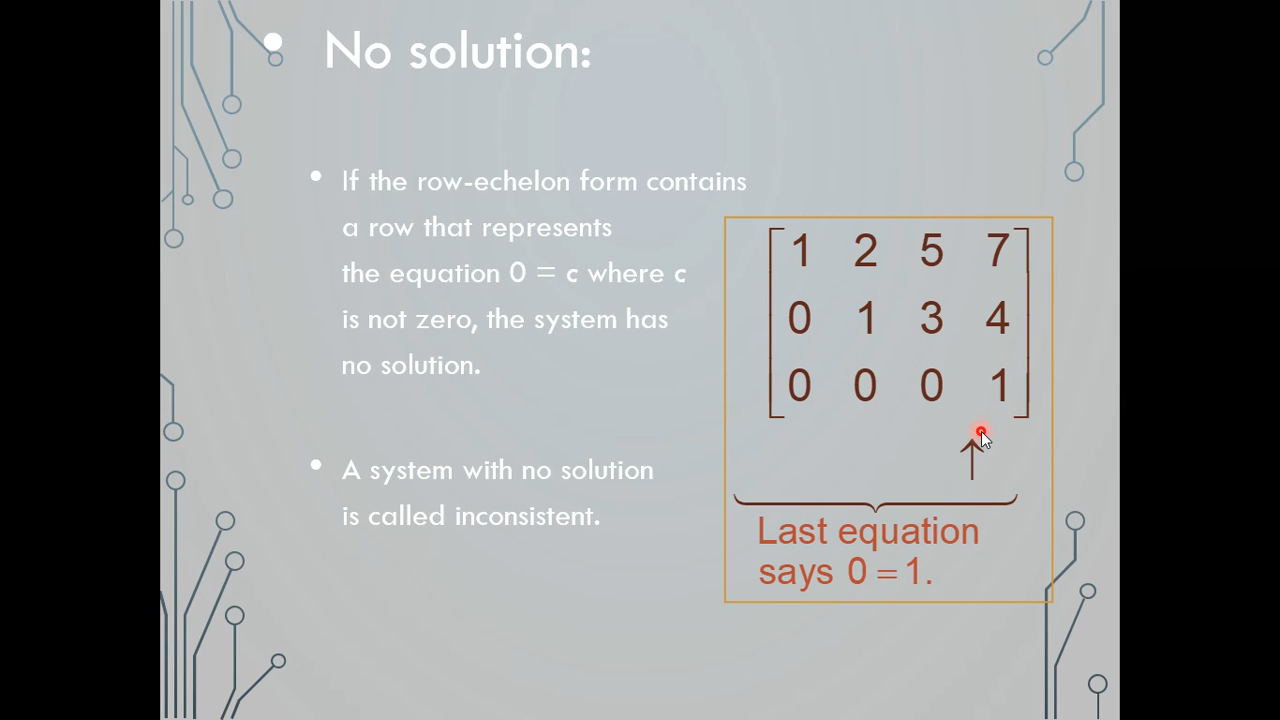 • No solution:
• If the row-echelon form contains
a row that represents
the equation 0 = c where c
is not zero, the system has
no solution.
• A system with no solution
is called inconsistent.
1 2 5 7
0 1 3 4
0 0 0 1
↑
Last equation
says 0 = 1.